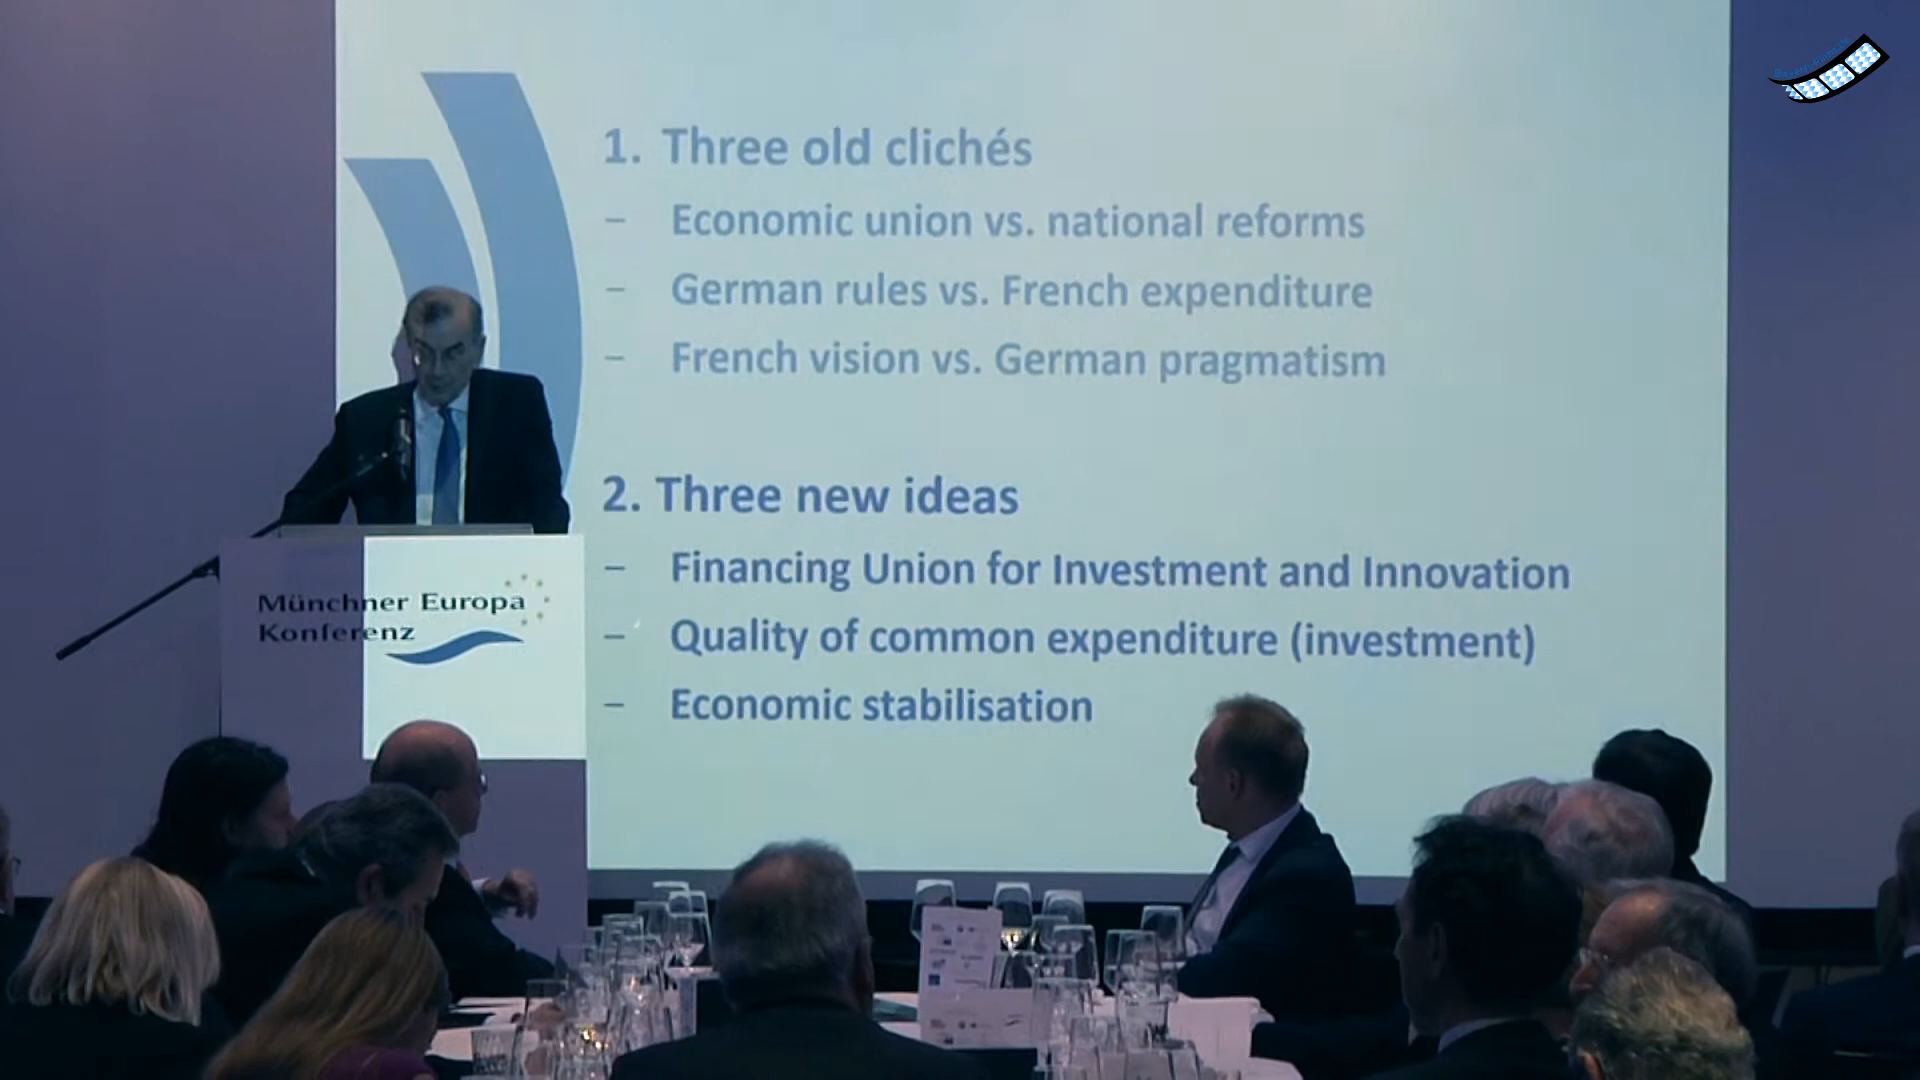 1. Three old clichés
– Economic union vs. national reforms
– German rules vs. French expenditure
– French vision vs. German pragmatism
2. Three new ideas
– Financing Union for Investment and Innovation
– Quality of common expenditure (investment)
– Economic stabilisation
Münchner Europa
Konferenz